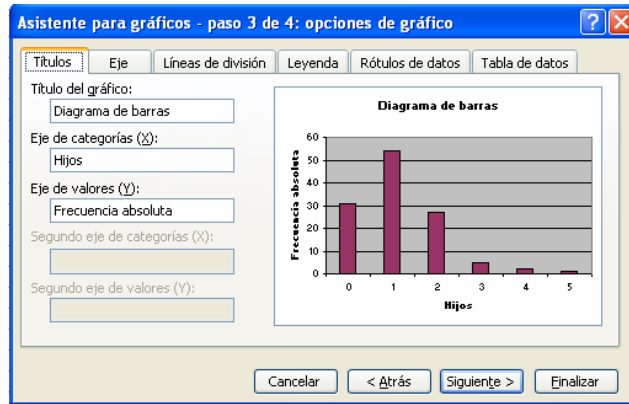 Asistente para gráficos - paso 3 de 4: opciones de gráfico
Títulos Eje Líneas de división Leyenda Rótulos de datos Tabla de datos
Título del gráfico:
Diagrama de barras
Eje de categorías (X):
Hijos
Eje de valores (Y):
Frecuencia absoluta
Segundo eje de categorías (X):
Segundo eje de valores (Y):
Diagrama de barras
Frecuencia absoluta
60
50
40
30
20
10
0
0 1 2 3 4 5
Hijos
Cancelar < Atrás Siguiente > Finalizar